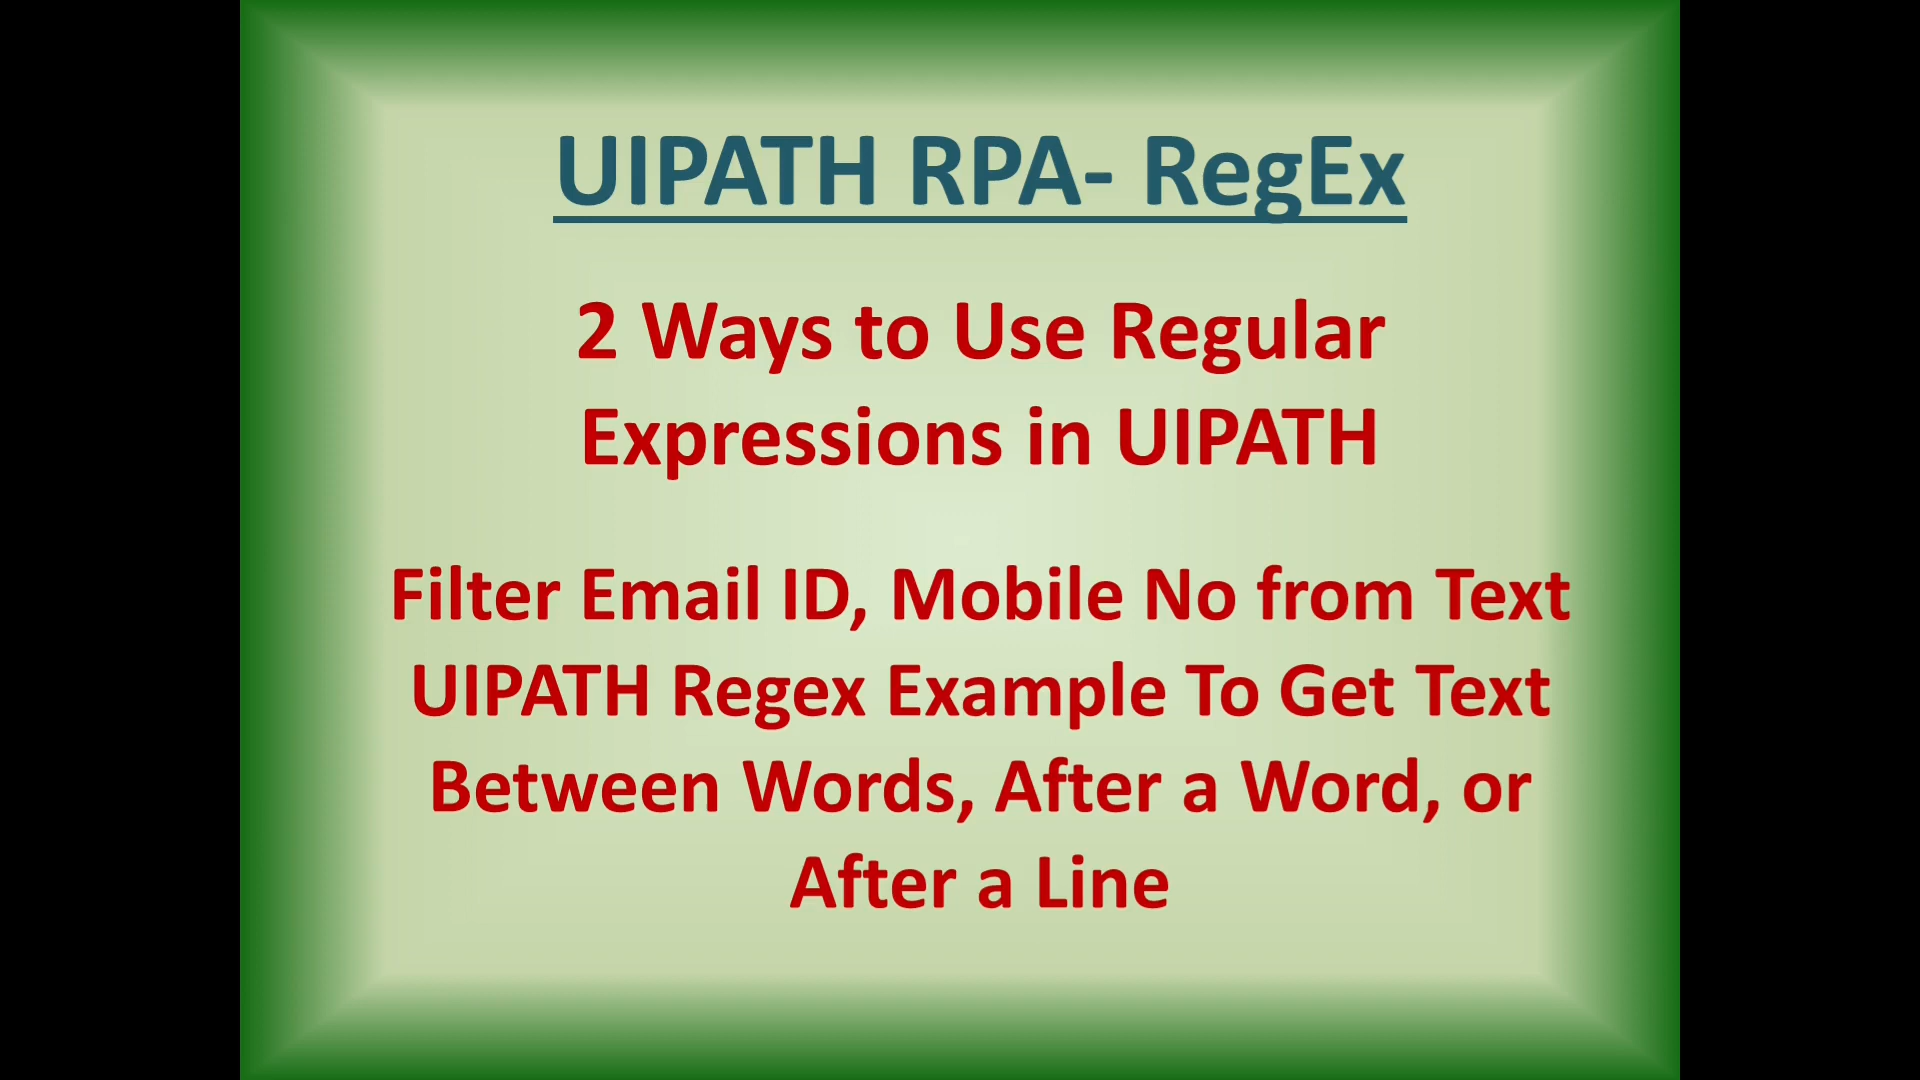 UIPATH RPA- RegEx
2 Ways to Use Regular
Expressions in UIPATH
Filter Email ID, Mobile No from Text
UIPATH Regex Example To Get Text
Between Words, After a Word, or
After a Line